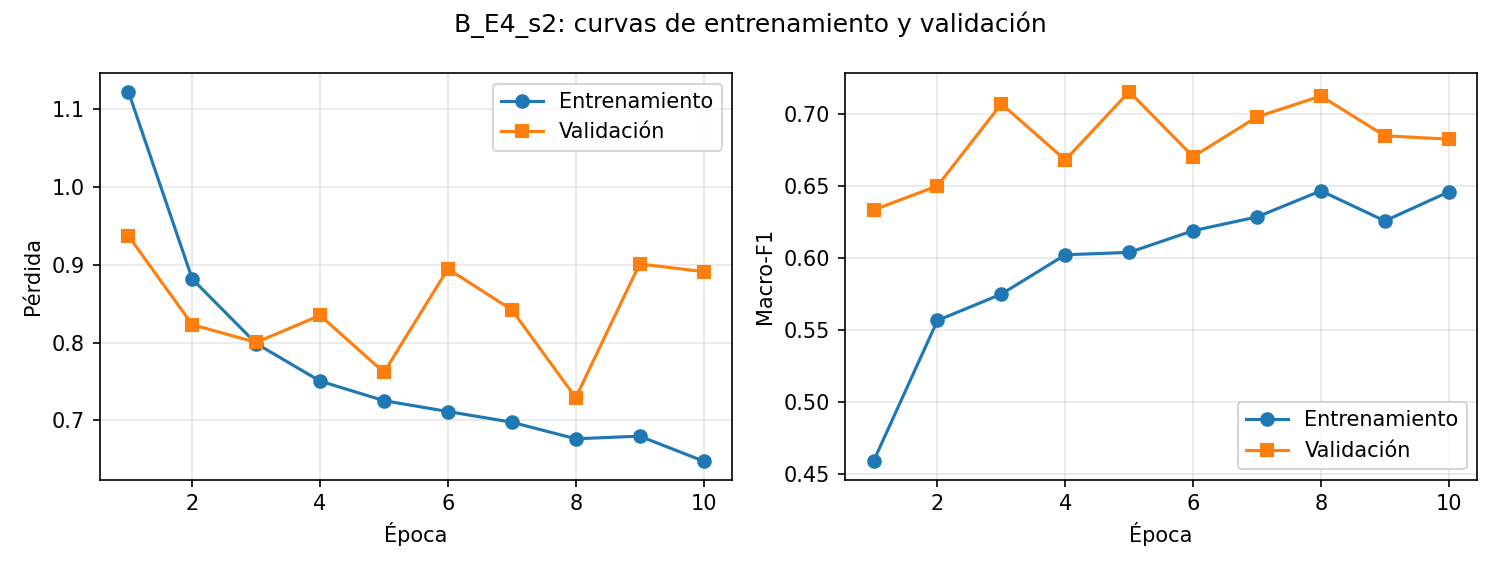 B_E4_s2: curvas de entrenamiento y validación
Pérdida
1.1
1.0
0.9
0.8
0.7
2 4 6 8 10
Época
Entrenamiento
Validación
Macro-F1
0.70
0.65
0.60
0.55
0.50
0.45
2 4 6 8 10
Época
Entrenamiento
Validación